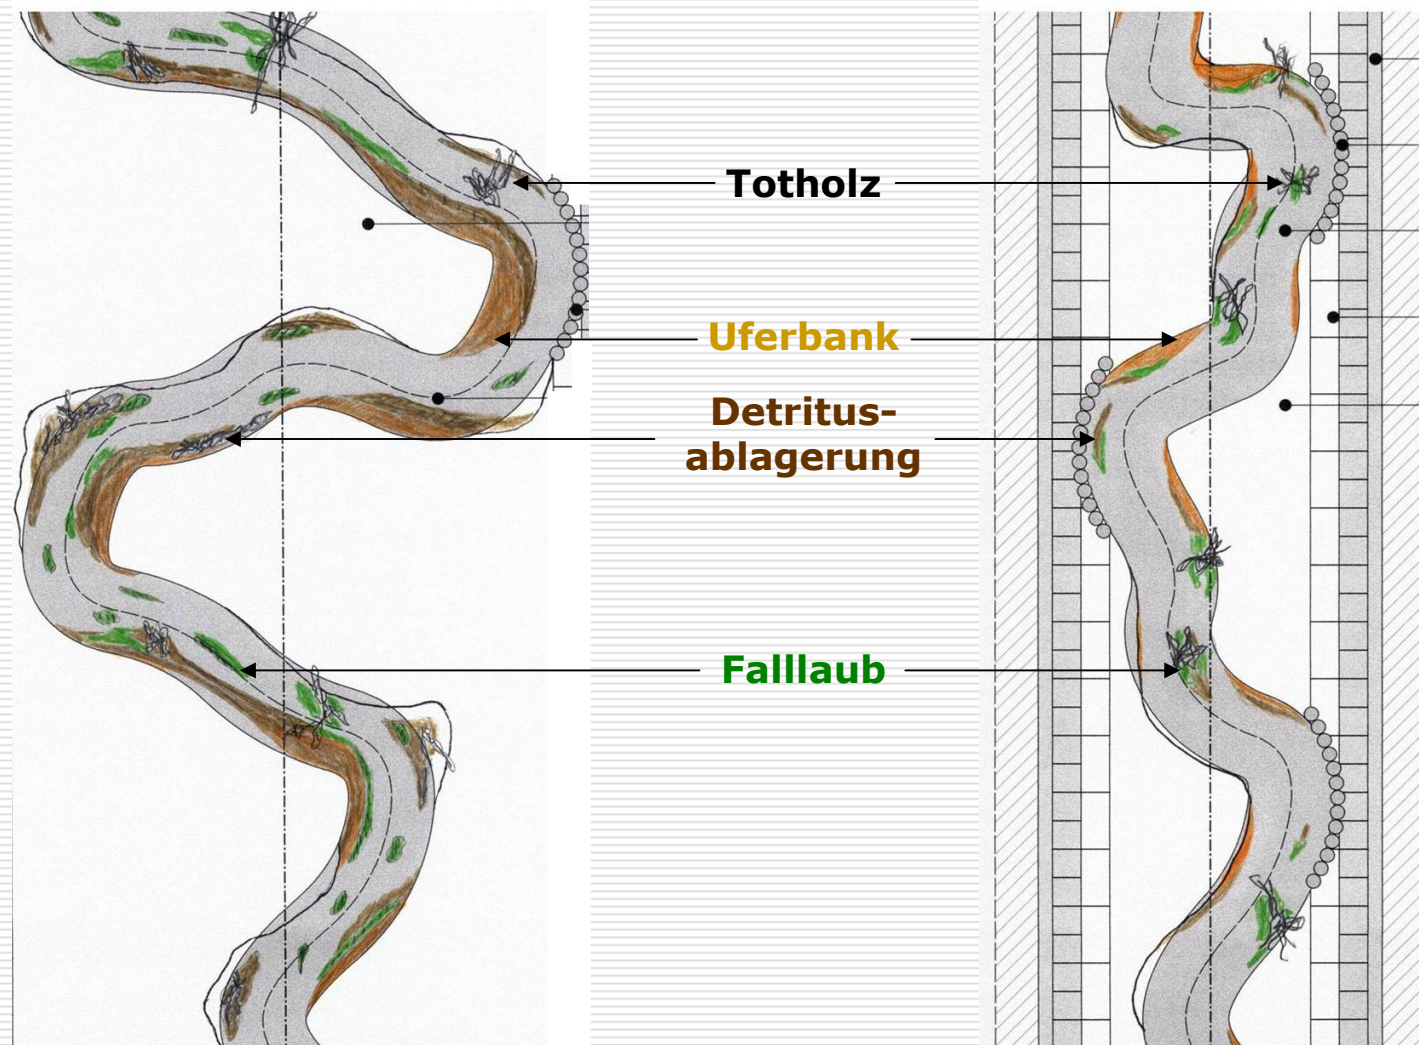 Totholz
Uferbank
Detritus-
ablagerung
Falllaub